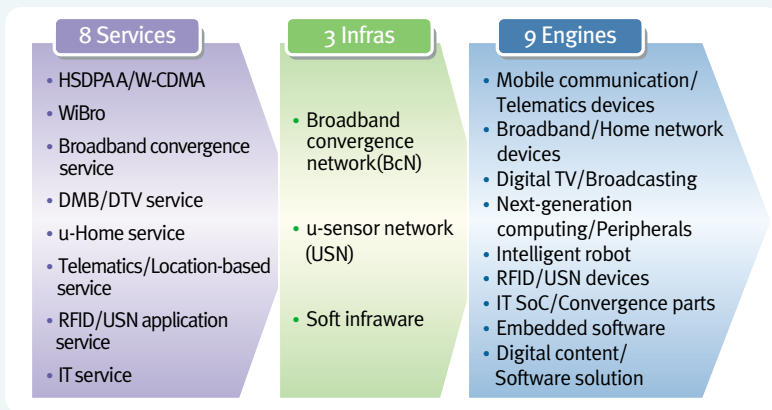 8 Services
• HSDPAA/W-CDMA
• WiBro
• Broadband convergence
service
• DMB/DTV service
• u-Home service
• Telematics/Location-based
service
• RFID/USN application
service
• IT service
3 Infras
• Broadband
convergence
network(BcN)
• u-sensor network
(USN)
• Soft infraware
9 Engines
• Mobile communication/
Telematics devices
• Broadband/Home network
devices
• Digital TV/Broadcasting
• Next-generation
computing/Peripherals
• Intelligent robot
• RFID/USN devices
• IT SoC/Convergence parts
• Embedded software
• Digital content/
Software solution